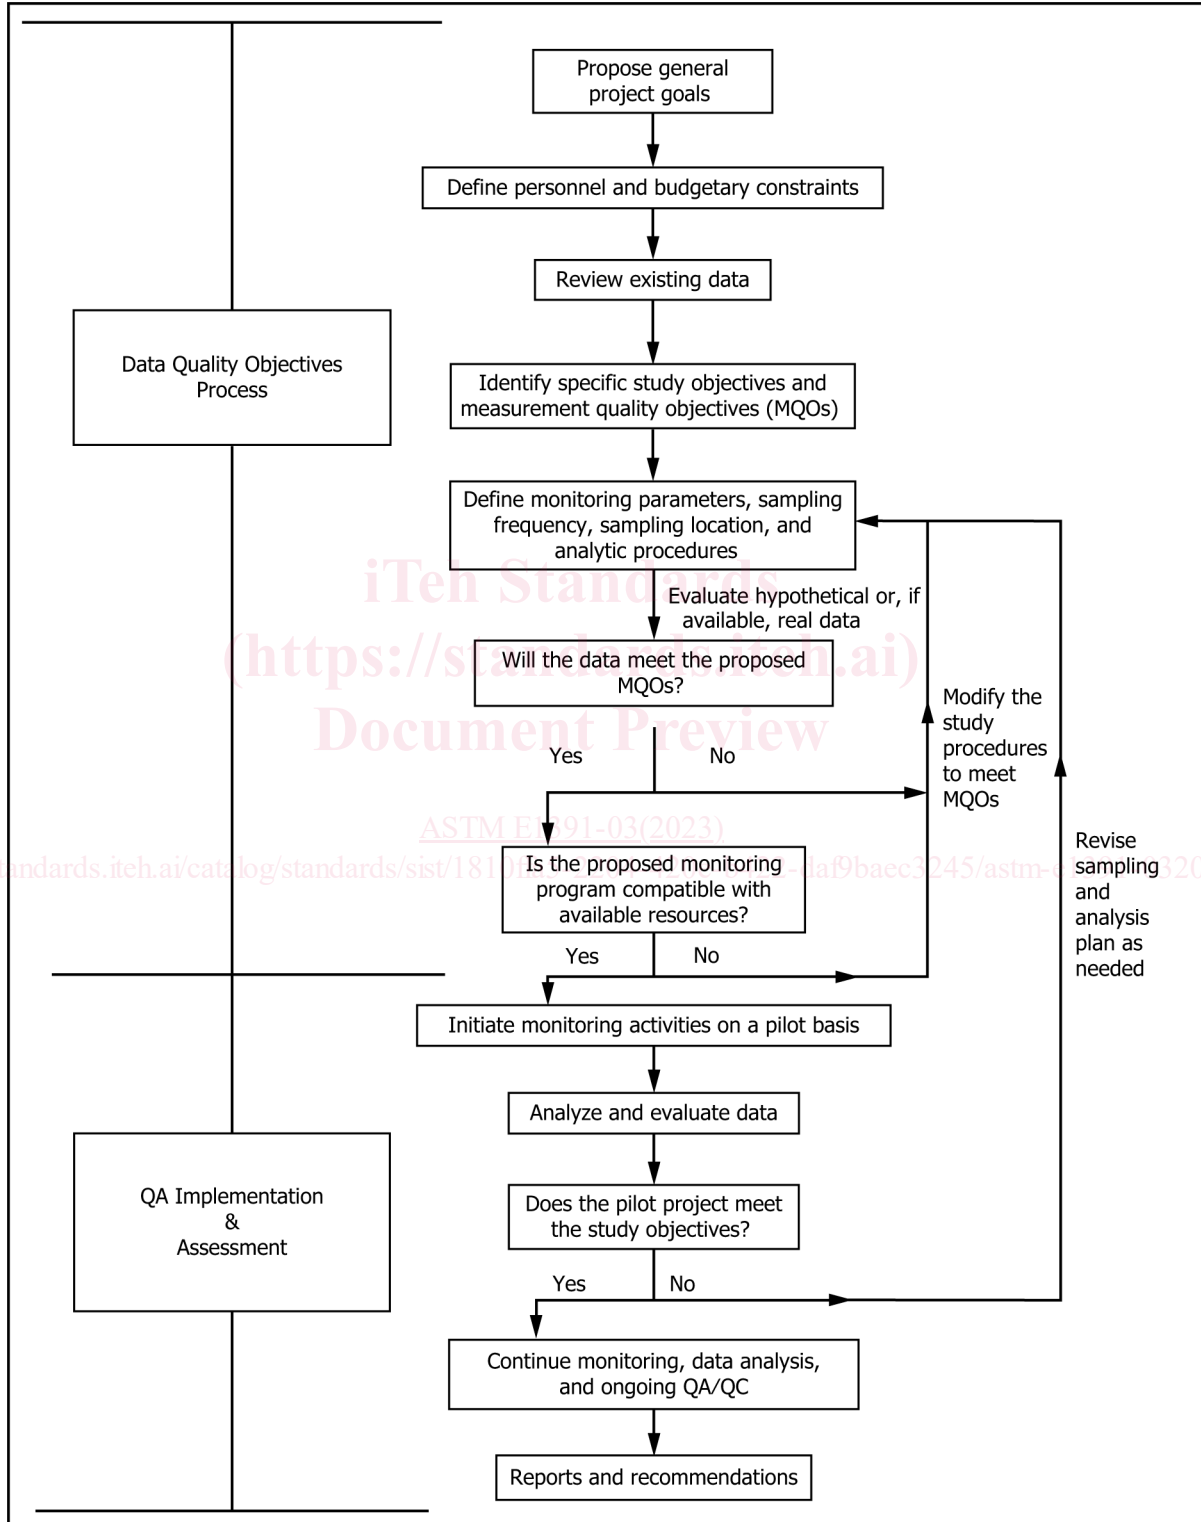 Propose general
project goals
Define personnel and budgetary constraints
Review existing data
Data Quality Objectives
Process
Identify specific study objectives and
measurement quality objectives (MQOs)
Define monitoring parameters, sampling
frequency, sampling location, and
analytic procedures
iTeh Standards
Evaluate hypothetical or, if
available, real data
(https://standards.iteh.ai)
Will the data meet the proposed
MQOs?
Document Preview
Modify the
study
procedures
to meet
MQOs
Yes
No
ASTM E1391-03(2023)
Revise
sampling
and
analysis
plan as
needed
Is the proposed monitoring
program compatible with
available resources?
Yes
No
Initiate monitoring activities on a pilot basis
Analyze and evaluate data
QA Implementation
&
Assessment
Does the pilot project meet
the study objectives?
Yes
No
Continue monitoring, data analysis,
and ongoing QA/QC
Reports and recommendations